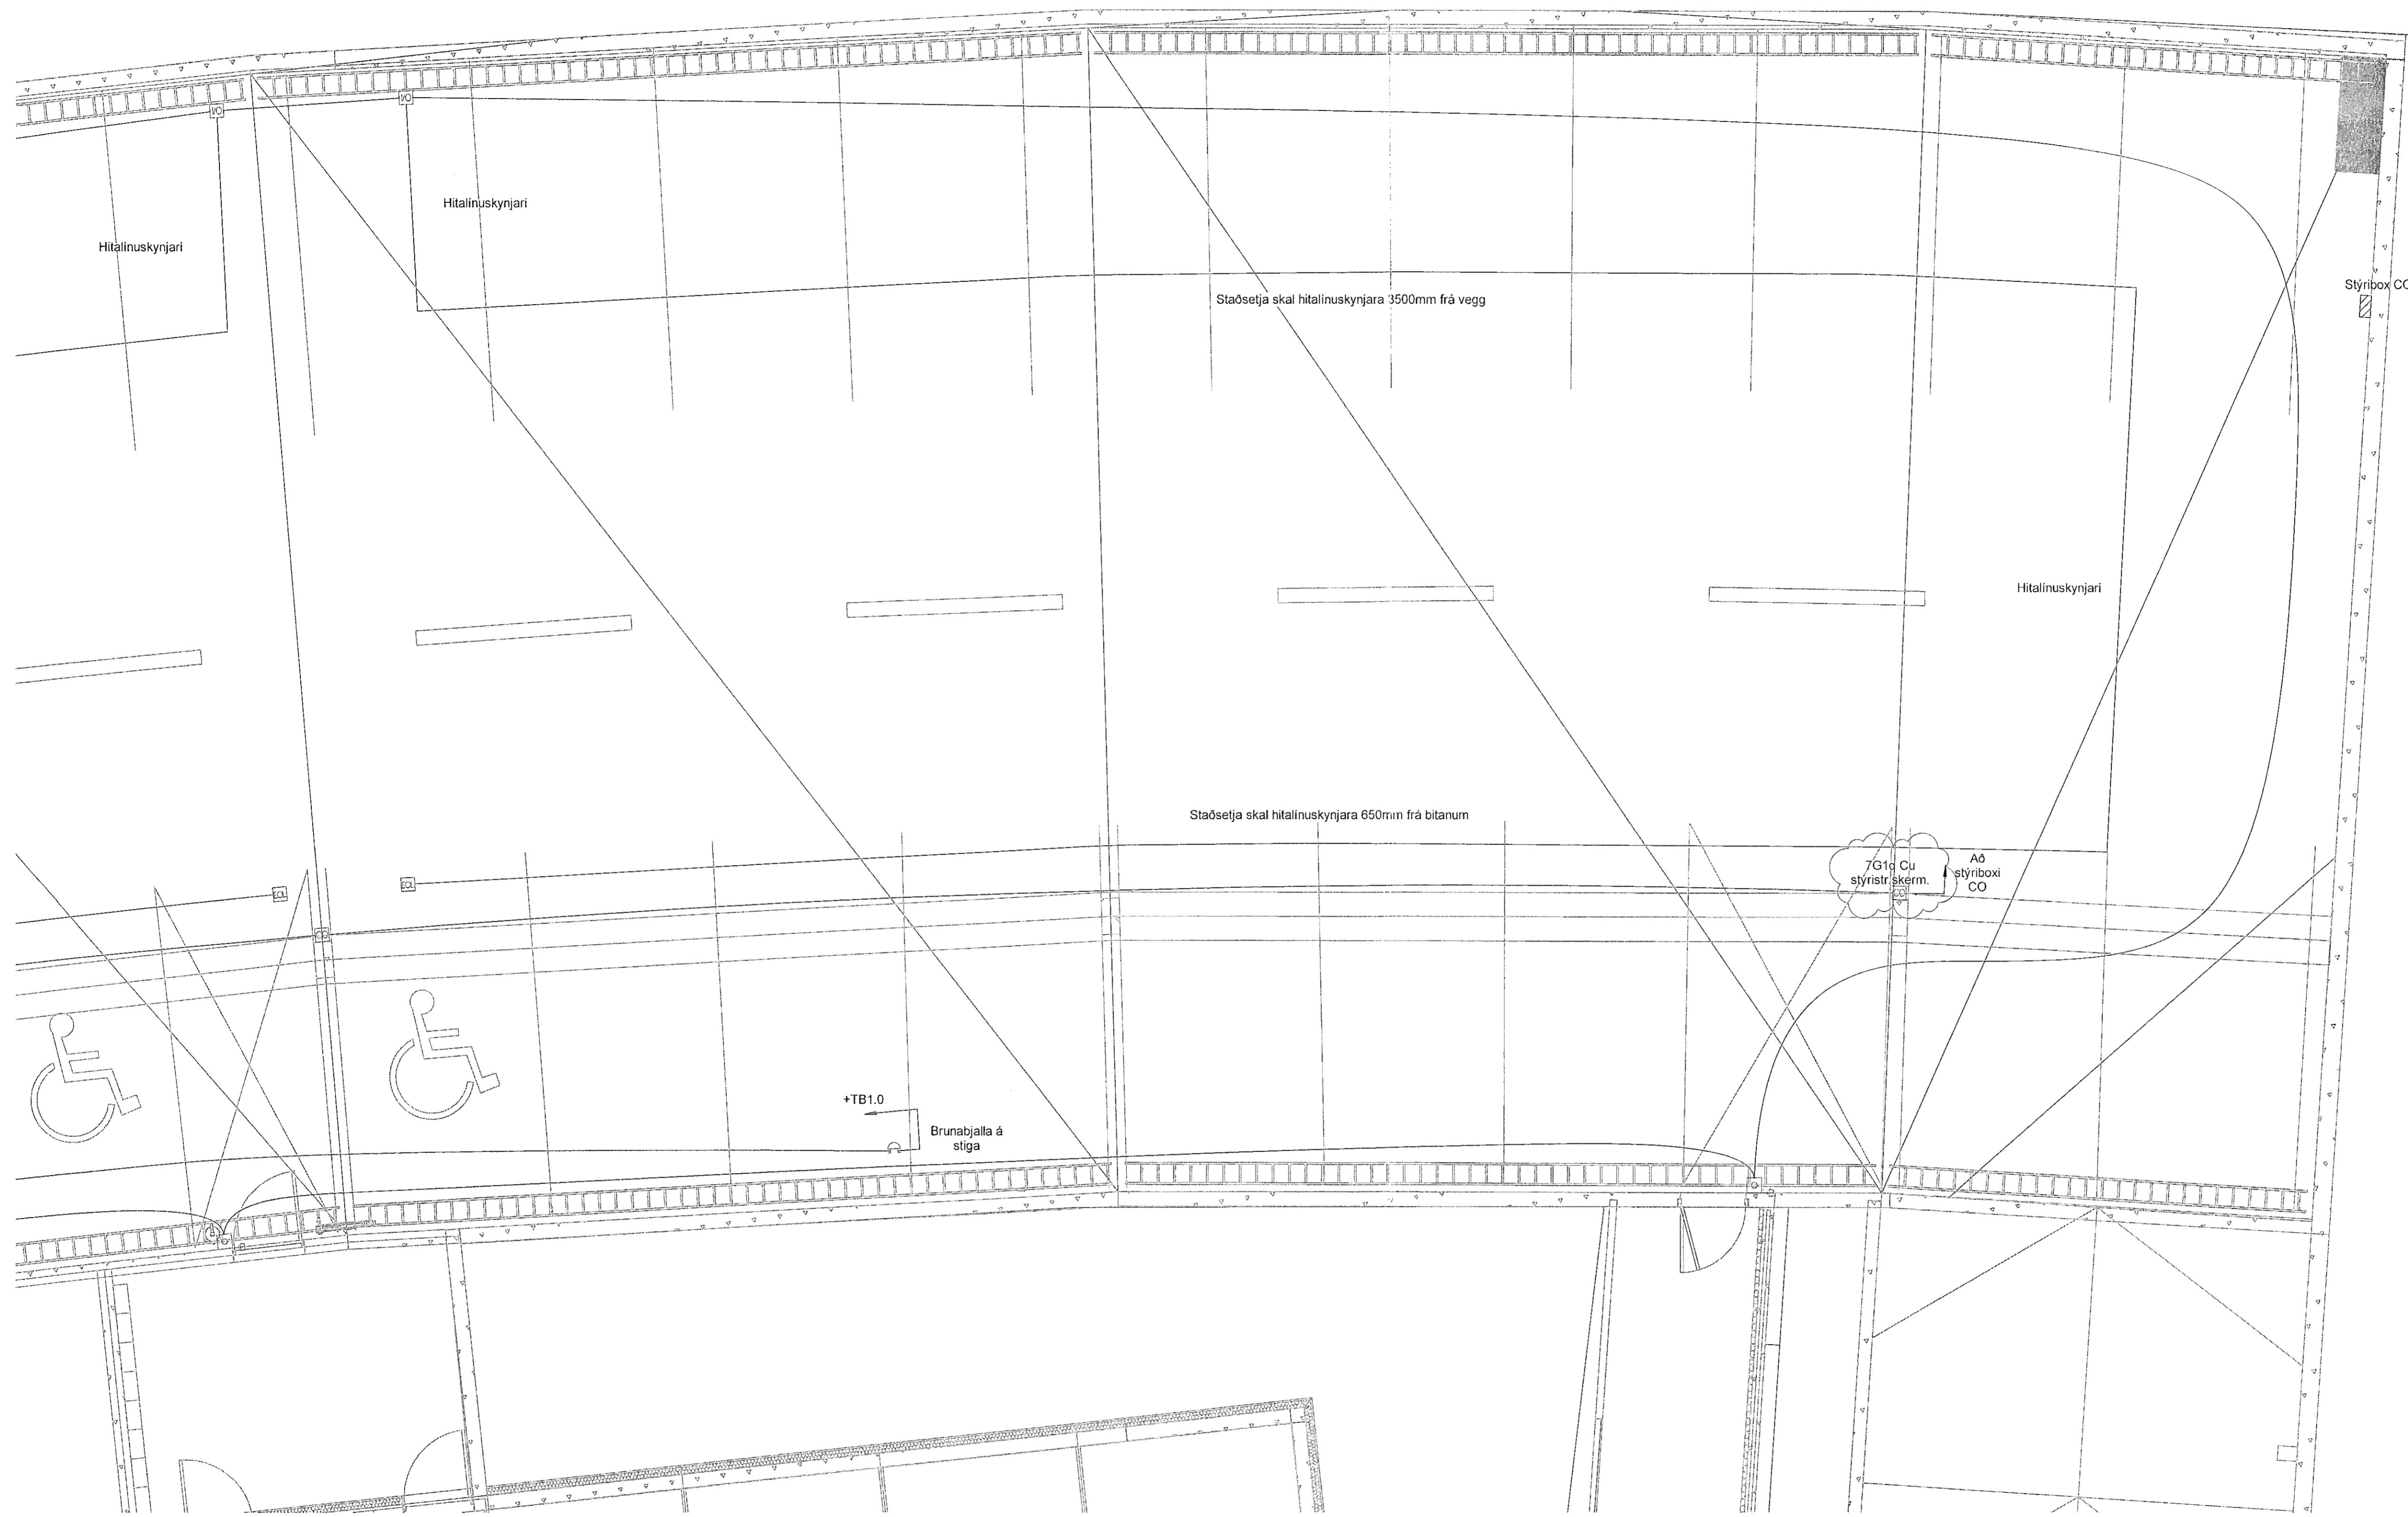 I/O
I/O
Hitalínuskynjari
Hitalínuskynjari
Stýribox CO
Staðsetja skal hitalínuskynjara 3500mm frá vegg
Hitalínuskynjari
Staðsetja skal hitalínuskynjara 650mm frá bitanum
7G1q Cu
stýristr.skerm.
Að
stýriboxi
CO
EOL
EOL
CO
CO
+TB1.0
Brunabjalla á
stiga